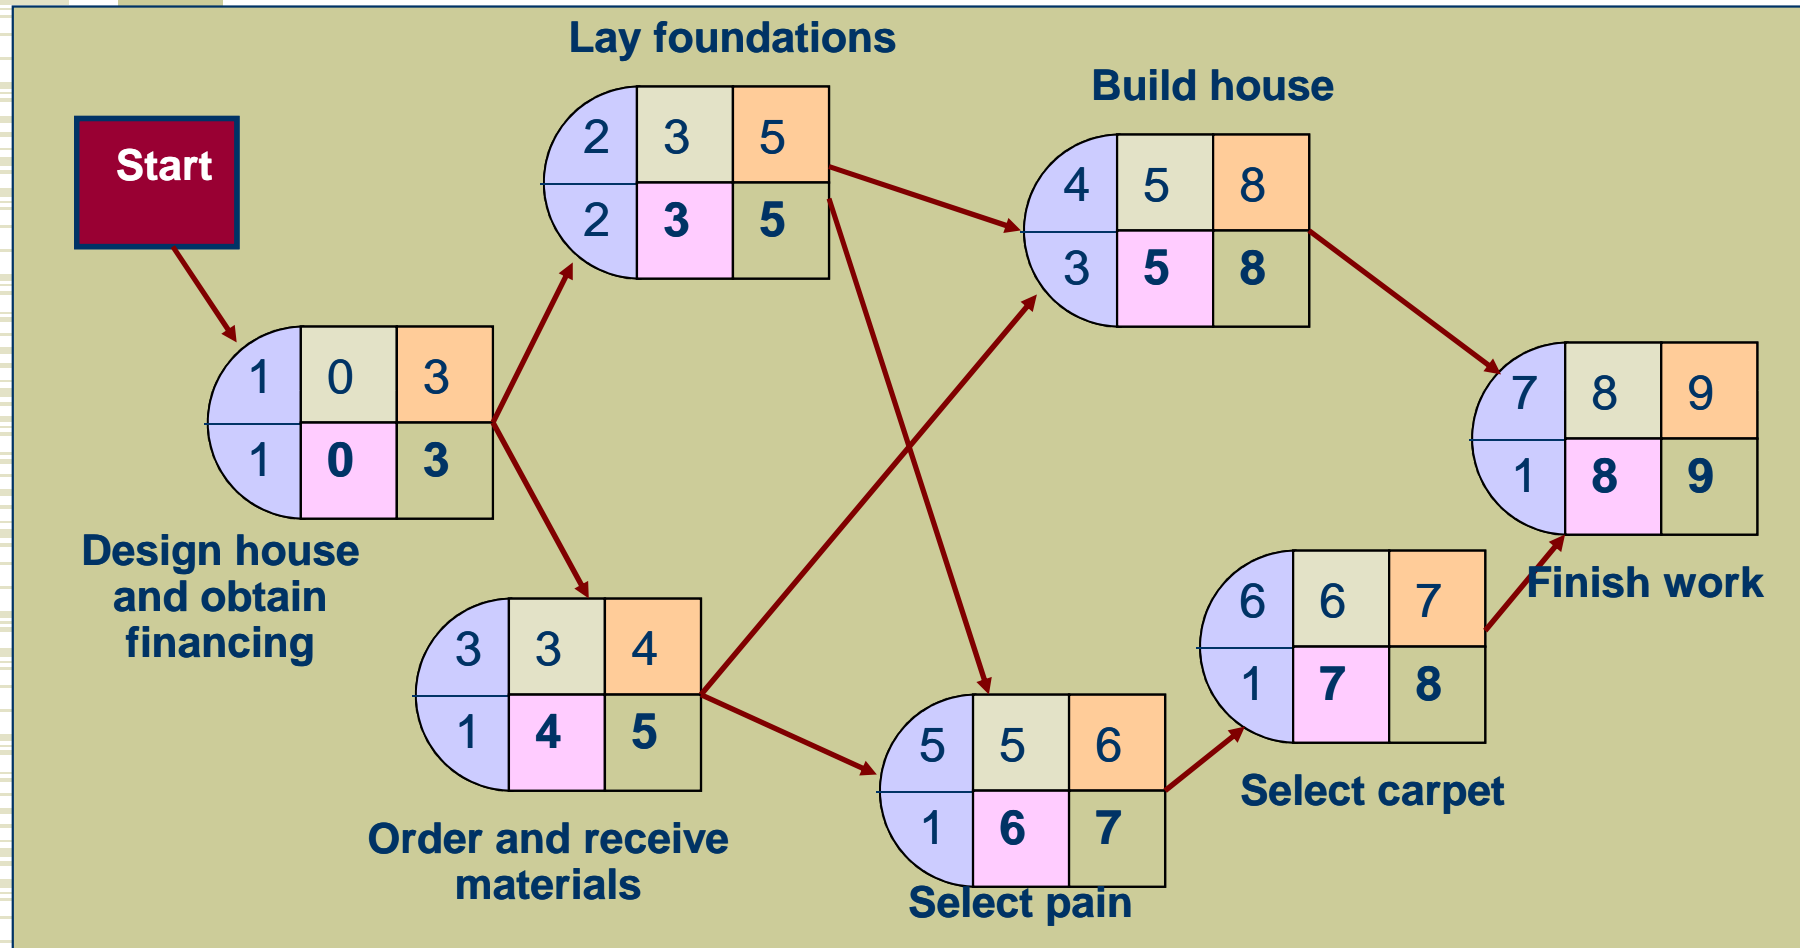 Lay foundations
Build house
Start
2 3 5
2 3 5
4 5 8
3 5 8
1 0 3
1 0 3
7 8 9
1 8 9
Design house
and obtain
financing
Finish work
3 3 4
1 4 5
6 6 7
1 7 8
5 5 6
1 6 7
Select carpet
Order and receive
materials
Select pain